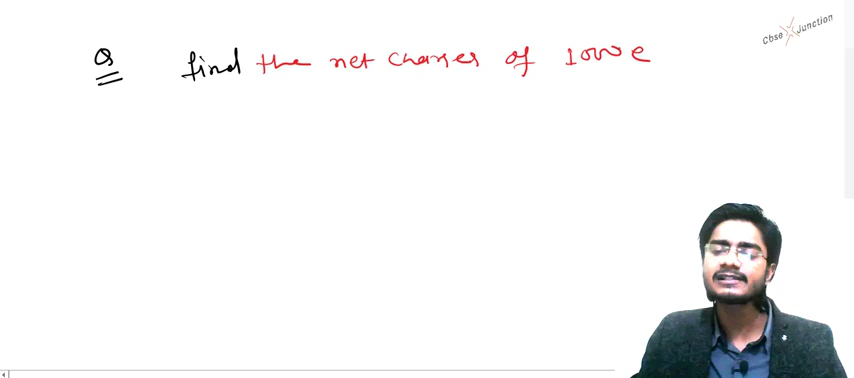 Cbse Junction
Q find the net charges of 1000 e